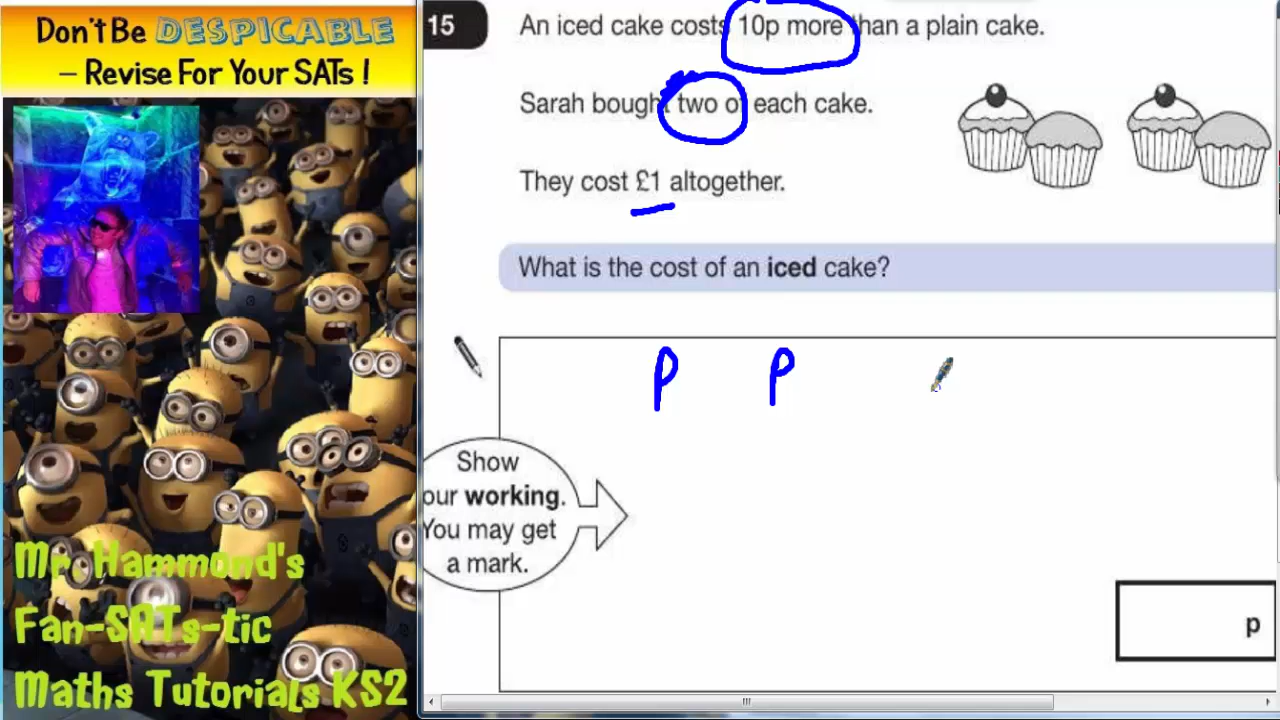 Don't Be DESPICABLE
– Revise For Your SATs !
Mr. Hammond's
Fan-SATs-tic
Maths Tutorials KS2
15
An iced cake costs 10p more than a plain cake.
Sarah bought two of each cake.
They cost £1 altogether.
What is the cost of an iced cake?
P P
Show
our working.
You may get
a mark.
p